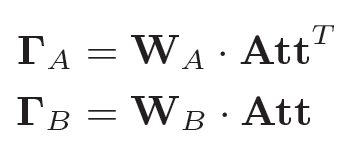 Γ_A = W_A · Att^T
Γ_B = W_B · Att